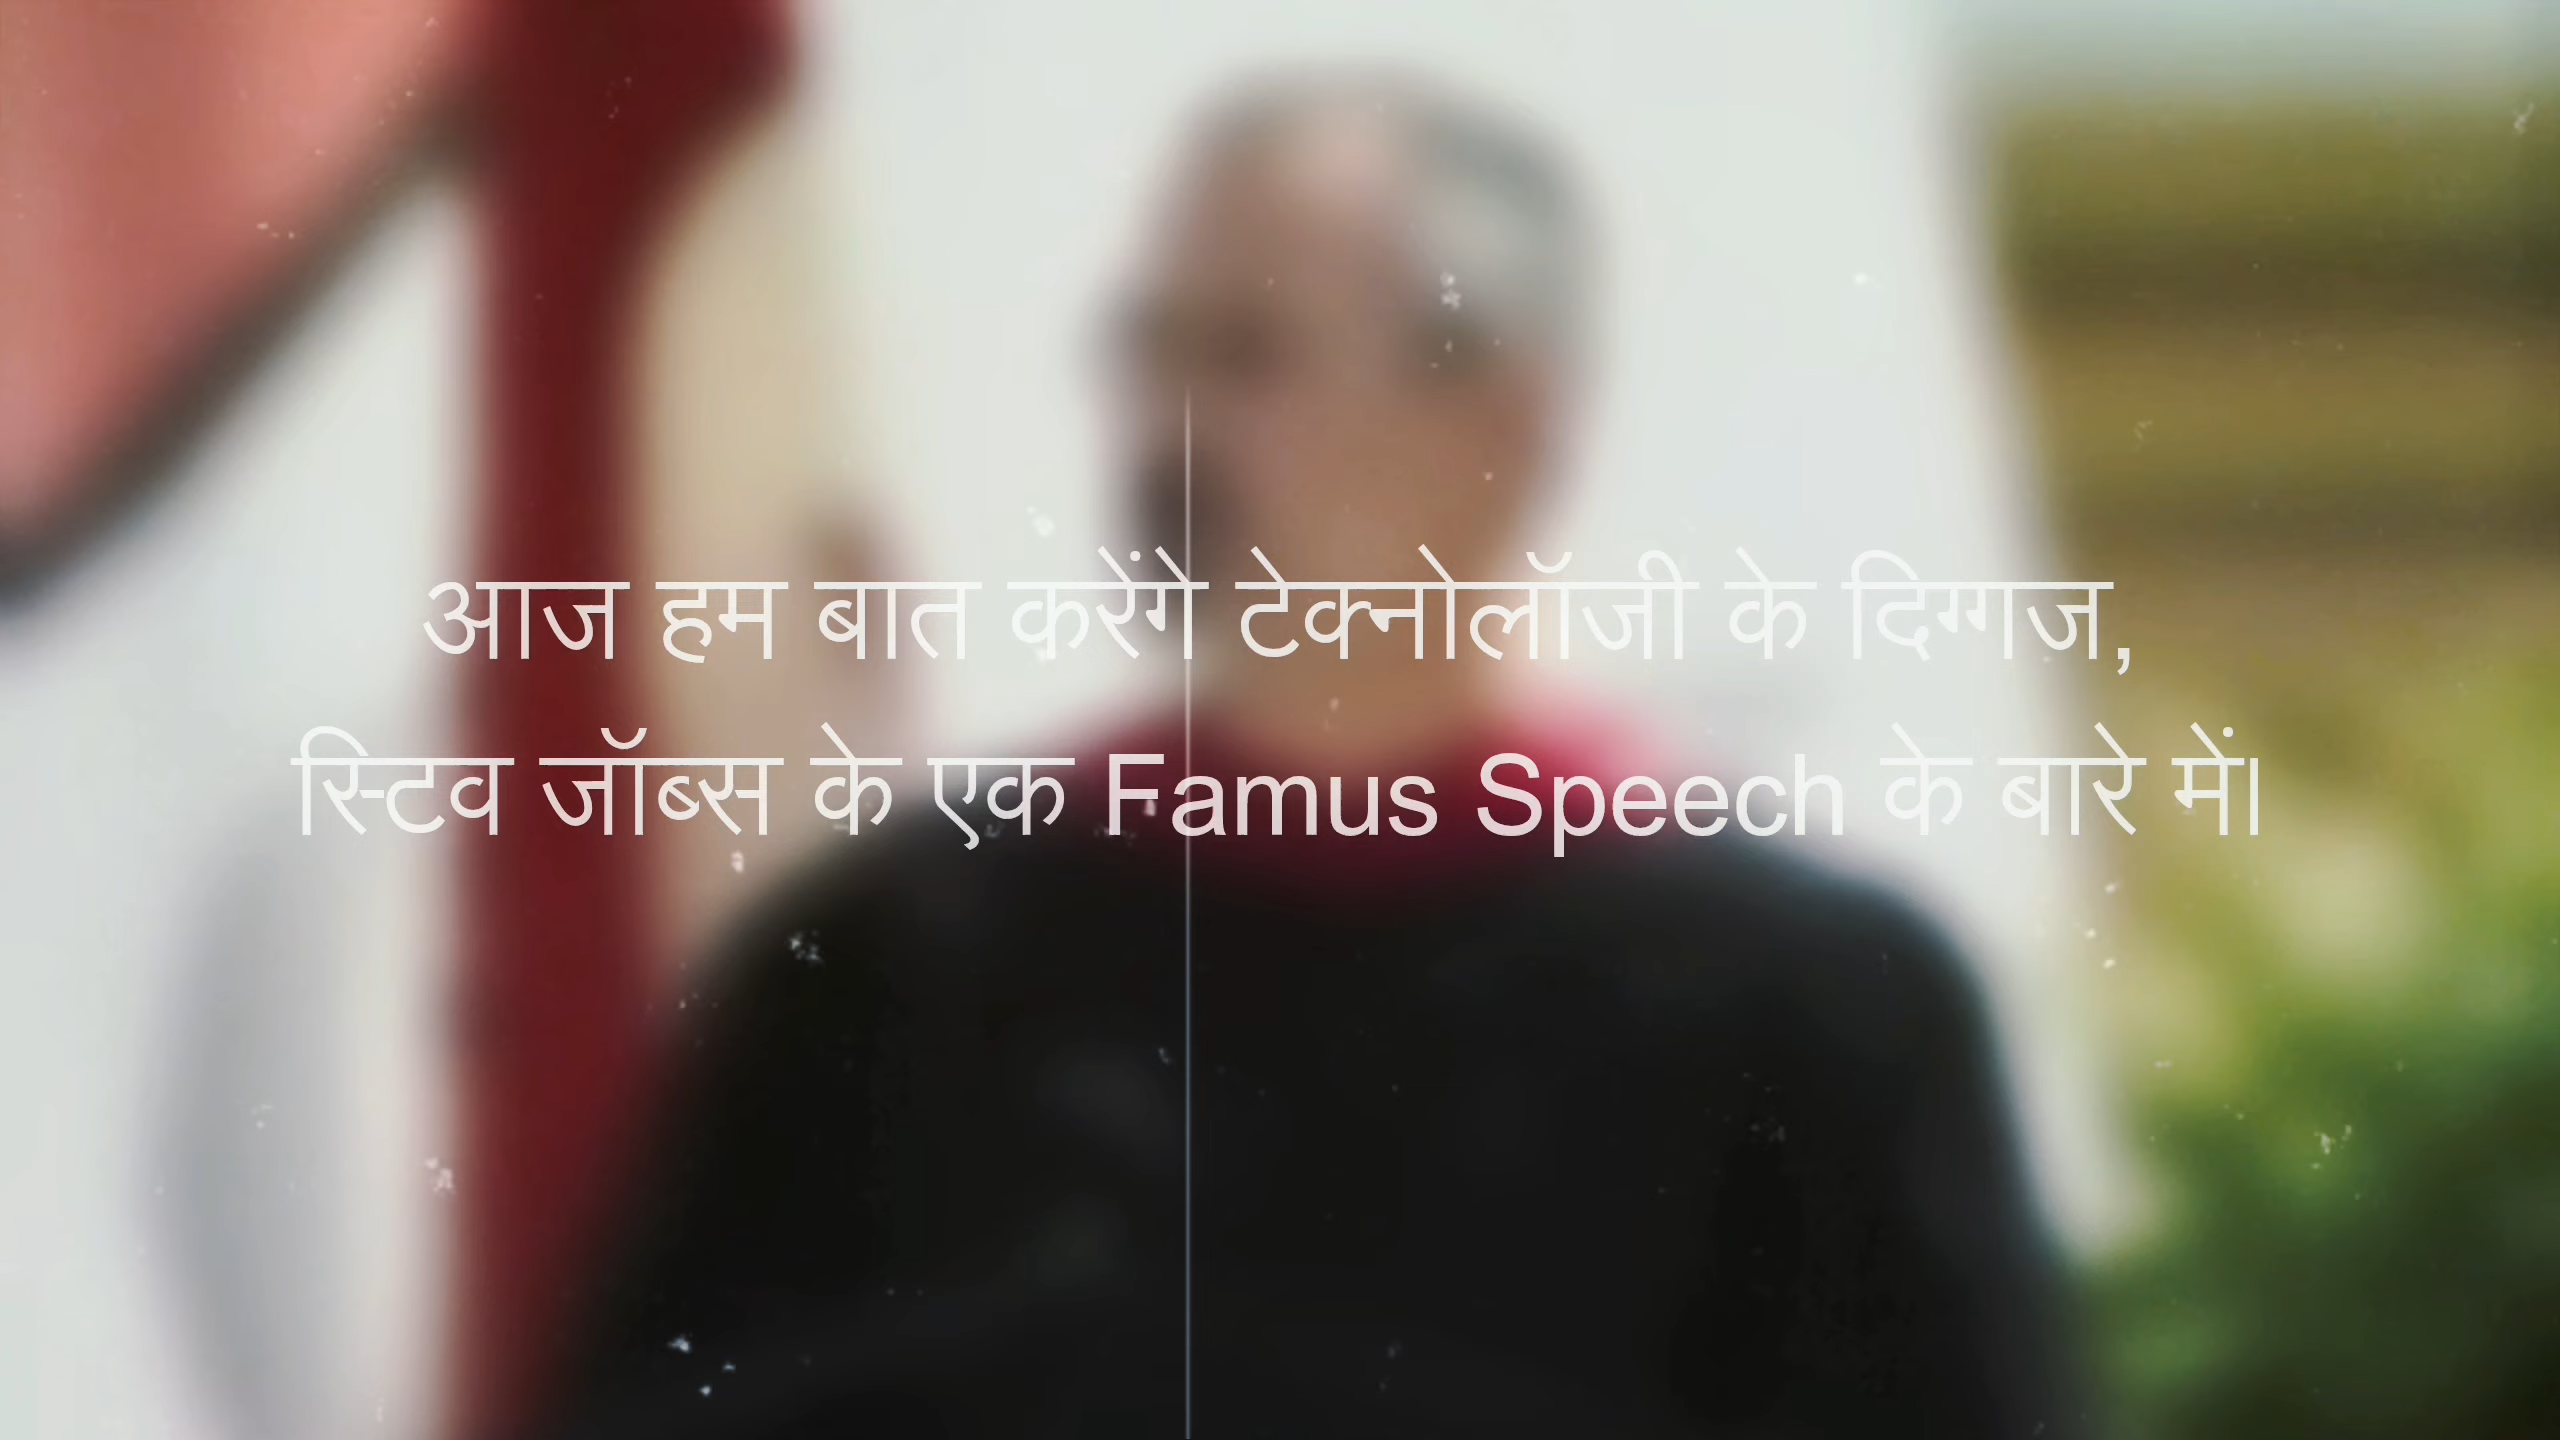 आज हम बात करेंगे टेक्नोलॉजी के दिग्गज,
स्टिव जॉब्स के एक Famus Speech के बारे में।